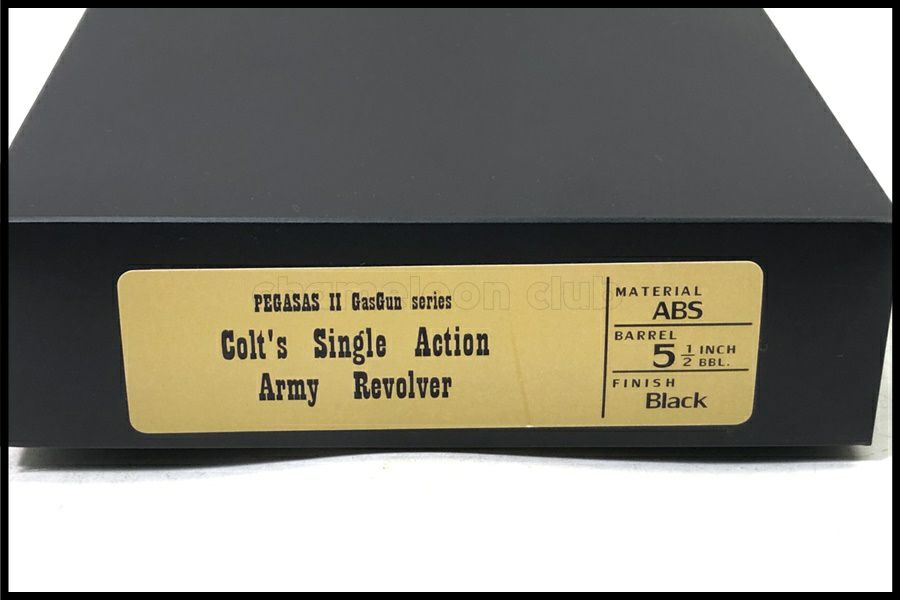 chameleon club
PEGASAS II GasGun series
Colt's Single Action
Army Revolver
MATERIAL
ABS
BARREL
5 1/2 INCH BBL.
FINISH
Black